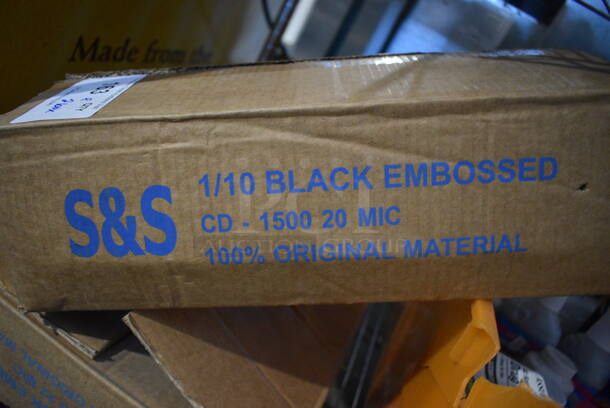 Made from the
S&S
1/10 BLACK EMBOSSED
CD - 1500 20 MIC
100% ORIGINAL MATERIAL